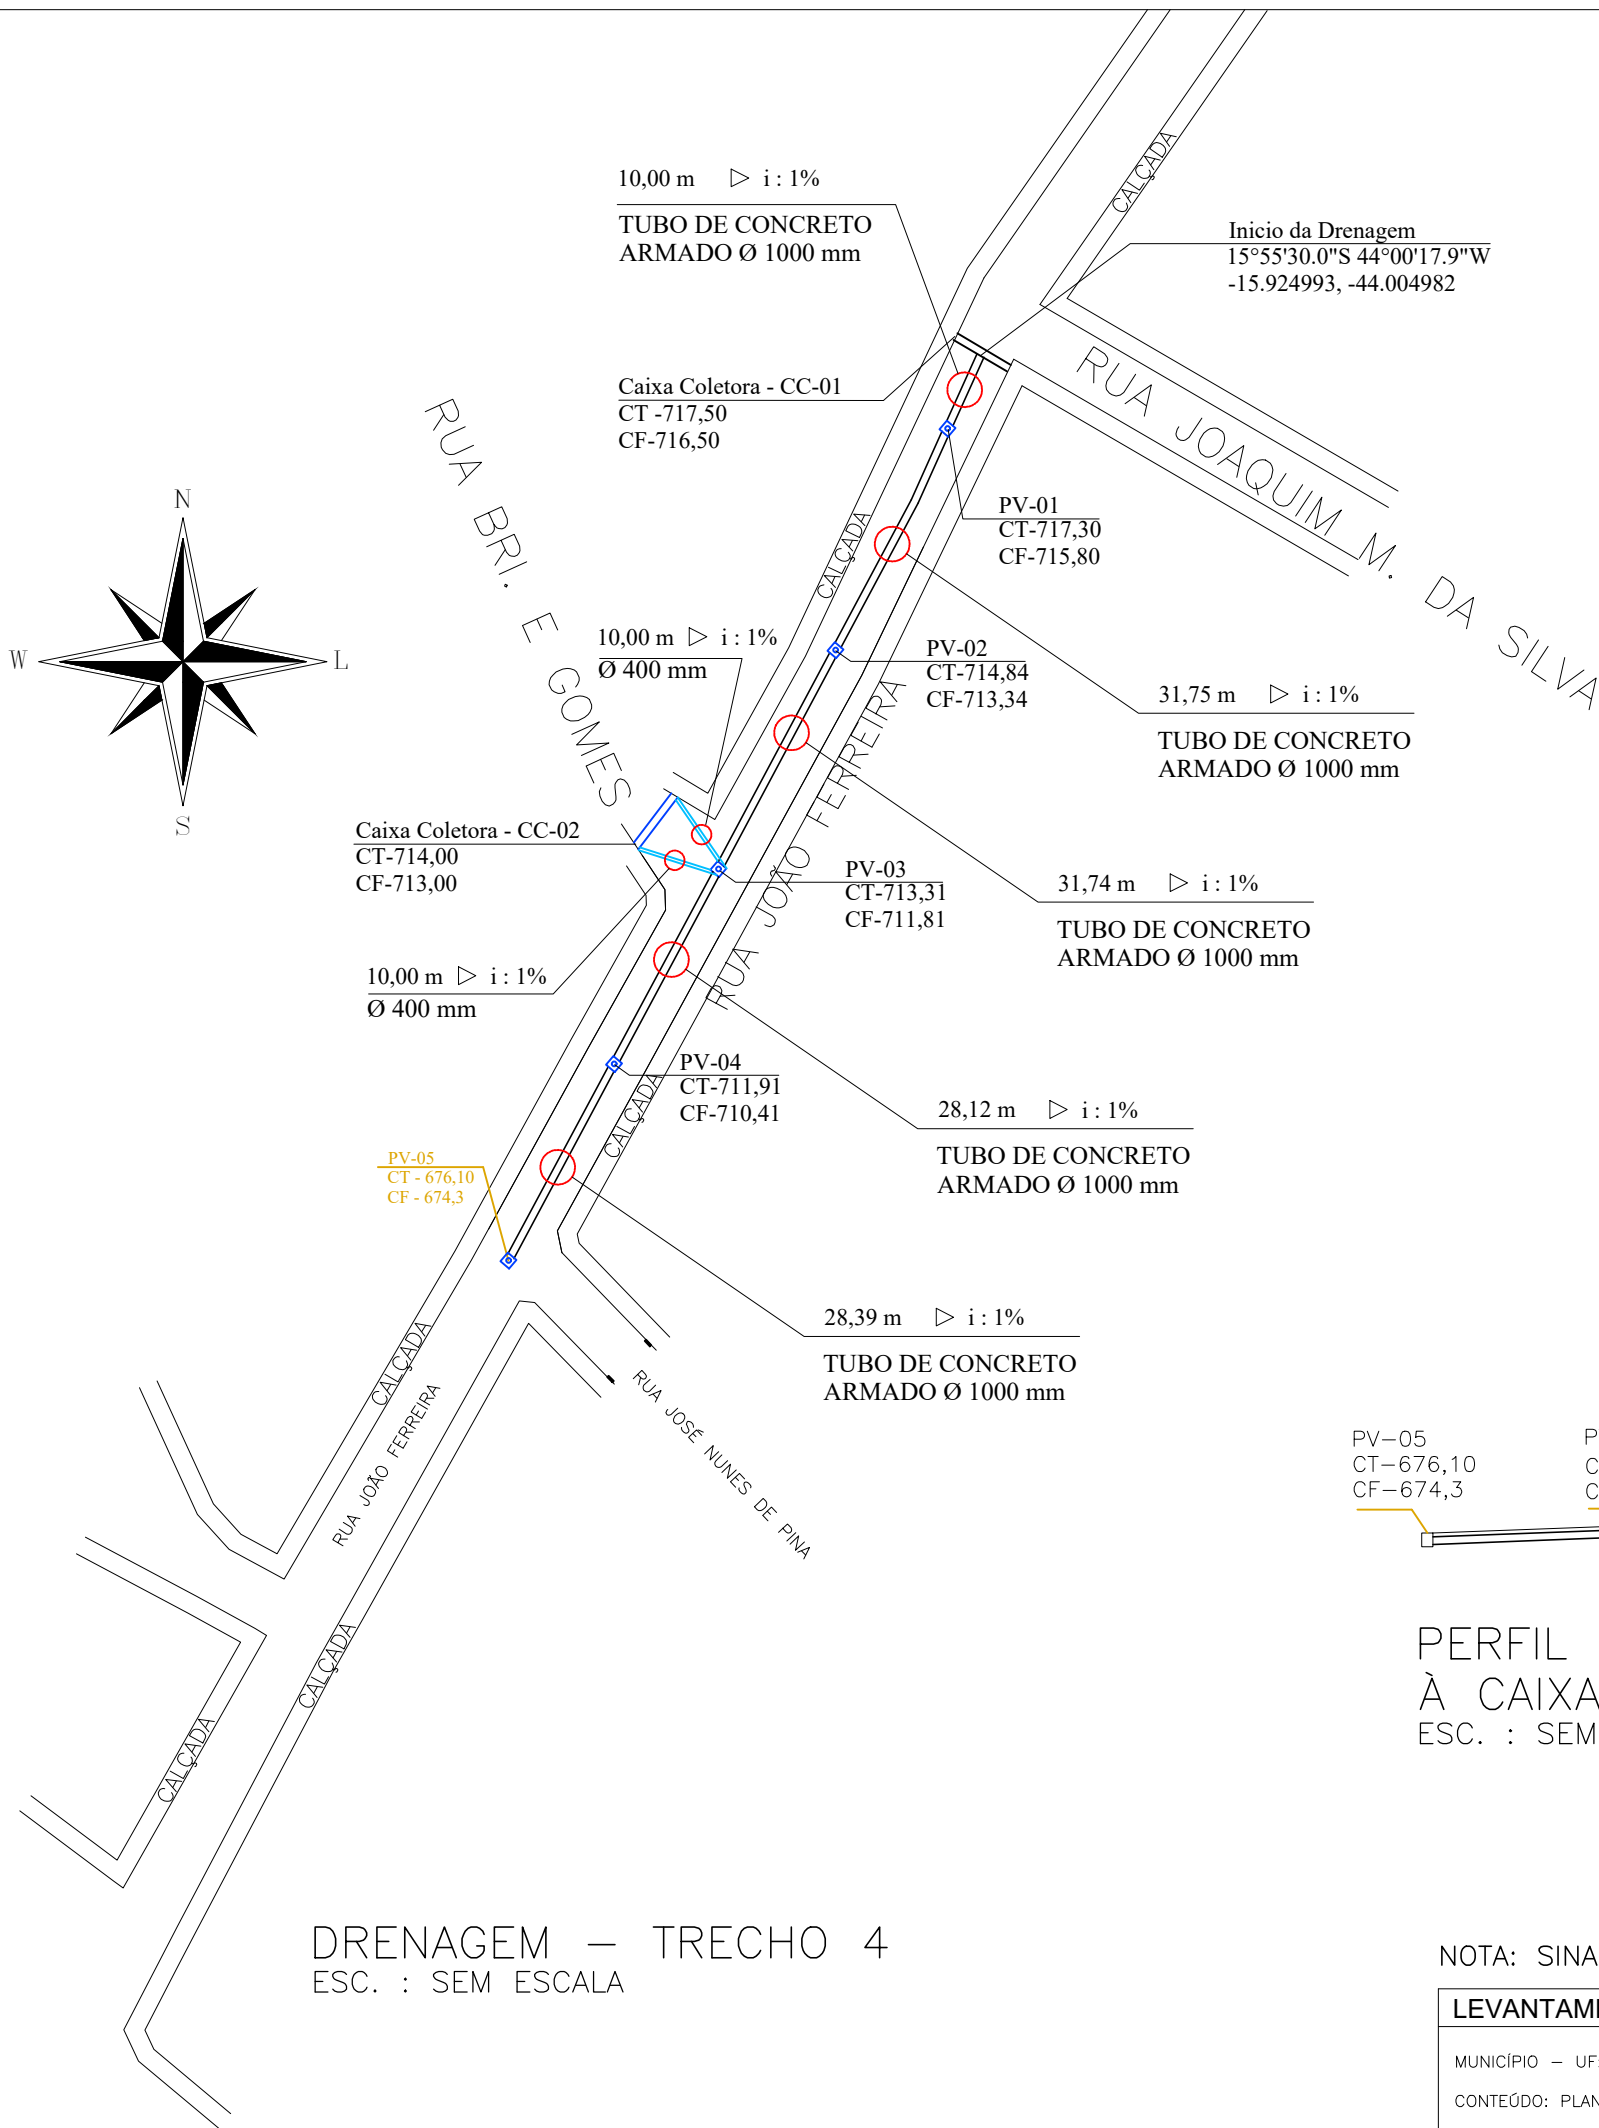 CALÇADA
10,00 m i : 1%
TUBO DE CONCRETO
ARMADO Ø 1000 mm
Inicio da Drenagem
15°55'30.0"S 44°00'17.9"W
-15.924993, -44.004982
Caixa Coletora - CC-01
CT -717,50
CF-716,50
RUA JOAQUIM M. DA SILVA
RUA BRI. E GOMES
N
W
L
S
PV-01
CT-717,30
CF-715,80
CALÇADA
10,00 m i : 1%
Ø 400 mm
PV-02
CT-714,84
CF-713,34
31,75 m i : 1%
TUBO DE CONCRETO
ARMADO Ø 1000 mm
RUA JOÃO FERREIRA
Caixa Coletora - CC-02
CT-714,00
CF-713,00
PV-03
CT-713,31
CF-711,81
31,74 m i : 1%
TUBO DE CONCRETO
ARMADO Ø 1000 mm
10,00 m i : 1%
Ø 400 mm
PV-04
CT-711,91
CF-710,41
CALÇADA
28,12 m i : 1%
TUBO DE CONCRETO
ARMADO Ø 1000 mm
PV-05
CT - 676,10
CF - 674,3
28,39 m i : 1%
TUBO DE CONCRETO
ARMADO Ø 1000 mm
CALÇADA
RUA JOÃO FERREIRA
RUA JOSÉ NUNES DE PINA
PV-05
CT-676,10
CF-674,3
P
C
C
CALÇADA
CALÇADA
PERFIL
À CAIXA
ESC. : SEM
DRENAGEM - TRECHO 4
ESC. : SEM ESCALA
NOTA: SINA
LEVANTAM
MUNICÍPIO - UF:
CONTEÚDO: PLAN